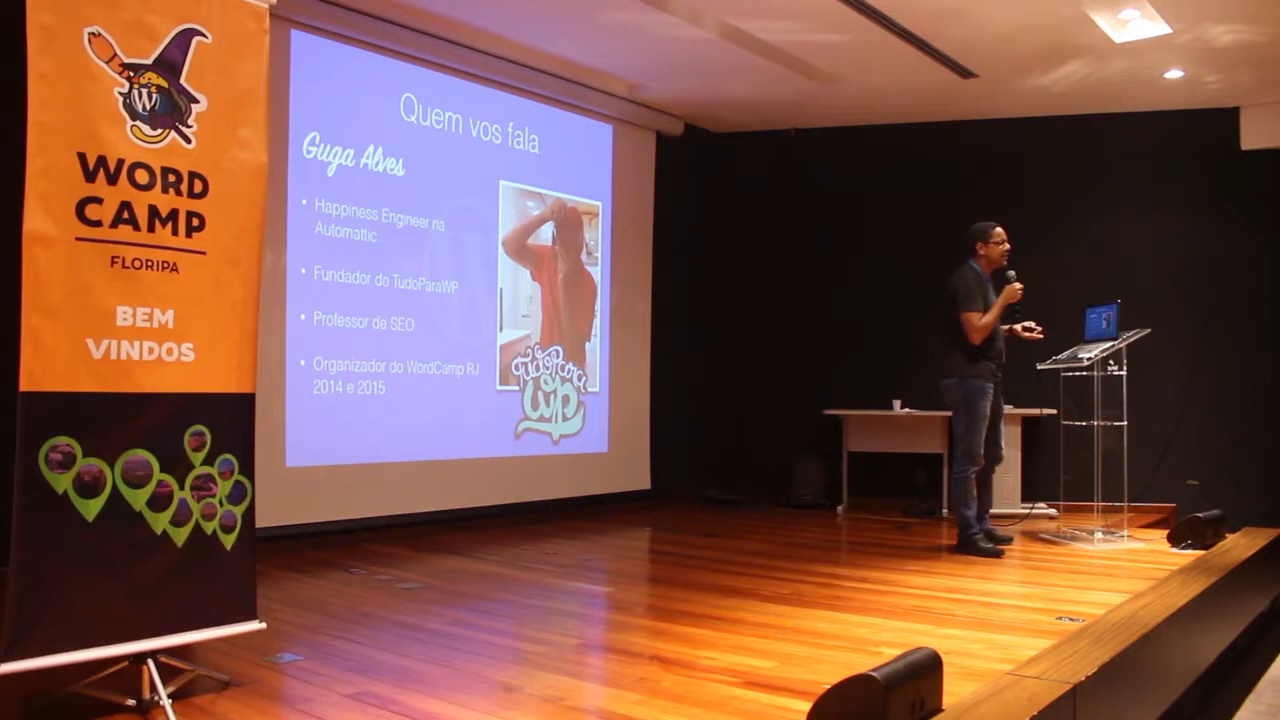 WORD
CAMP
FLORIPA
BEM
VINDOS
Quem vos fala
Guga Alves
• Happiness Engineer na
Automattic
• Fundador do TudoParaWP
• Professor de SEO
• Organizador do WordCamp RJ
2014 e 2015
TudoPara
WP